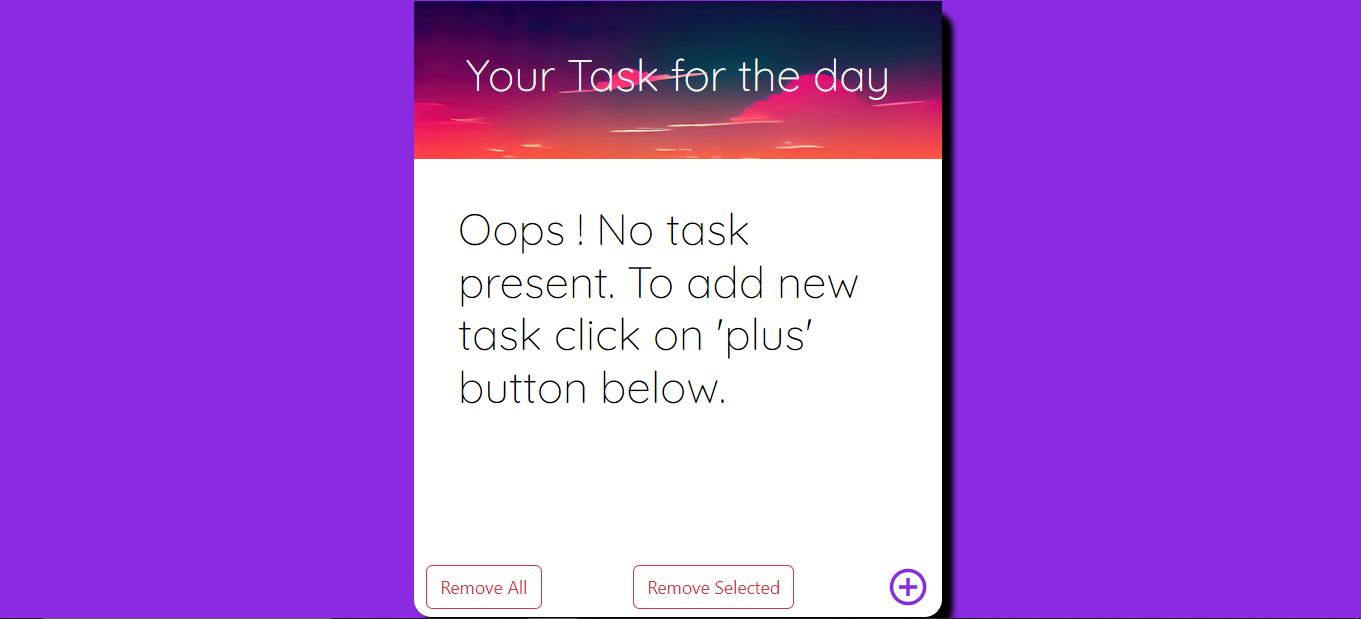 Your Task for the day
Oops ! No task
present. To add new
task click on 'plus'
button below.
Remove All
Remove Selected